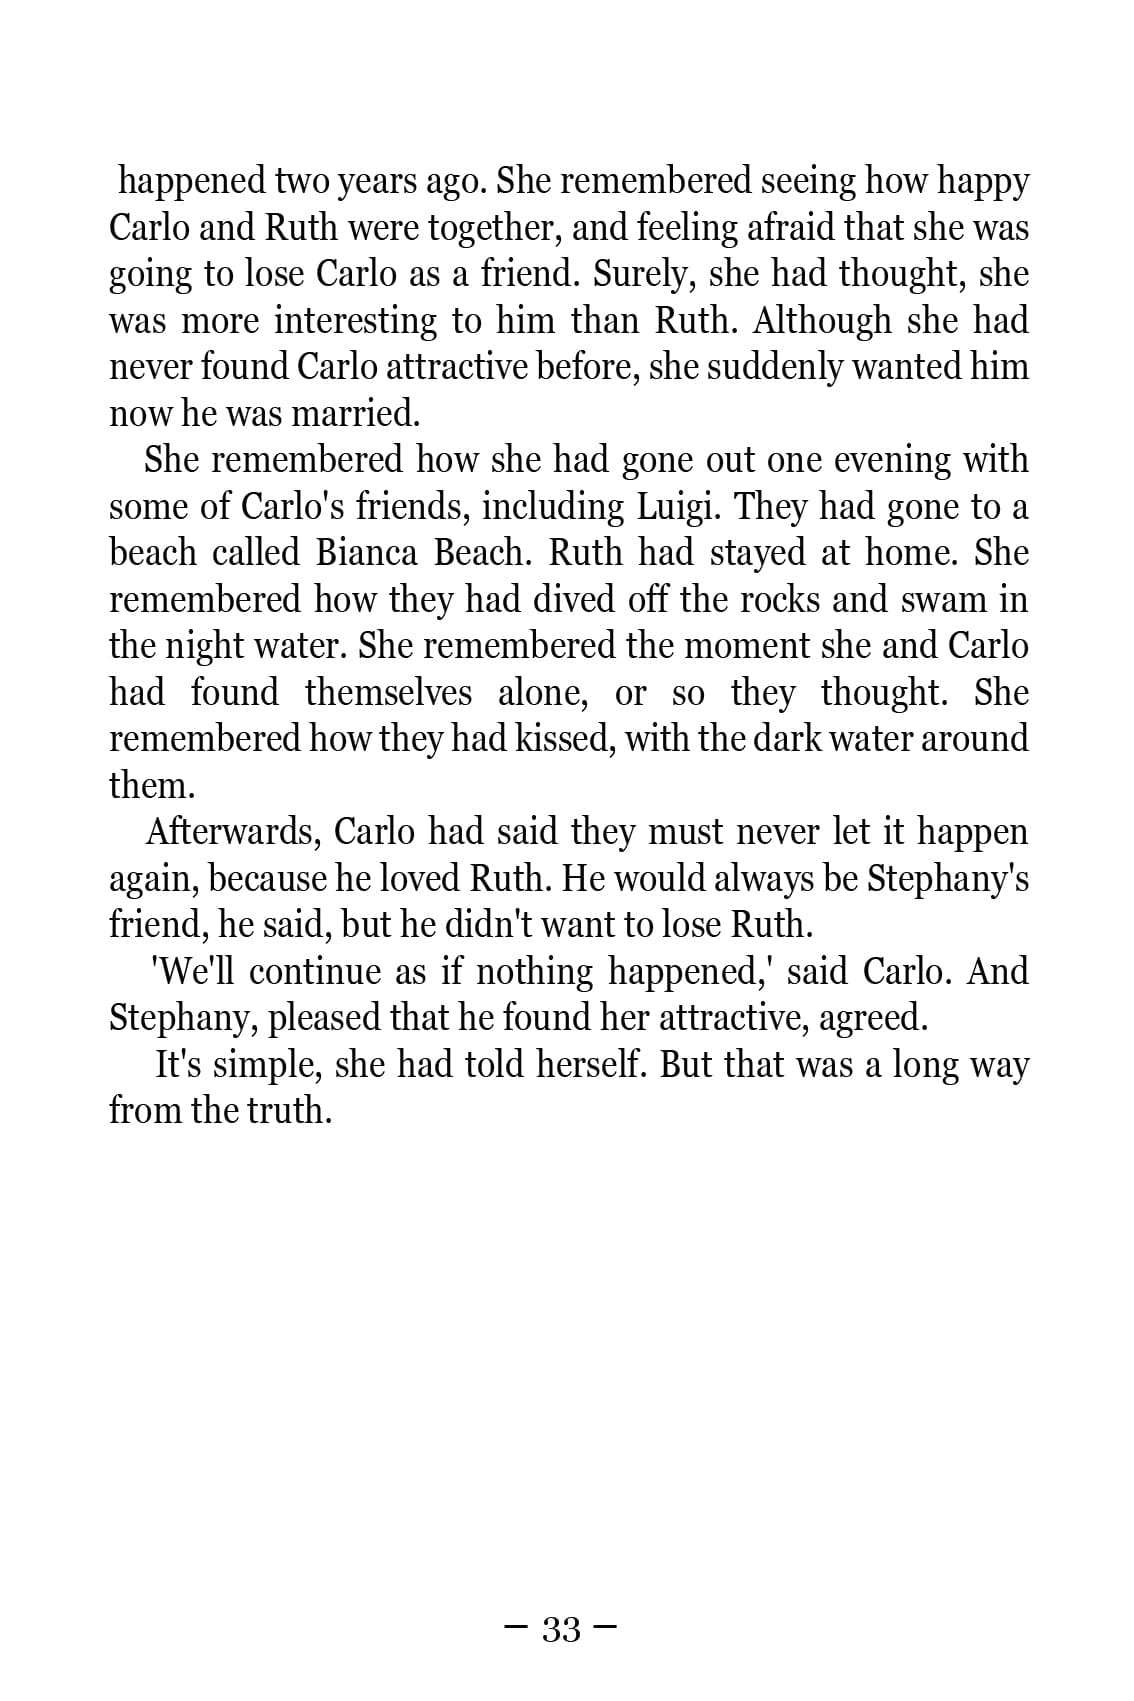 happened two years ago. She remembered seeing how happy
Carlo and Ruth were together, and feeling afraid that she was
going to lose Carlo as a friend. Surely, she had thought, she
was more interesting to him than Ruth. Although she had
never found Carlo attractive before, she suddenly wanted him
now he was married.
She remembered how she had gone out one evening with
some of Carlo's friends, including Luigi. They had gone to a
beach called Bianca Beach. Ruth had stayed at home. She
remembered how they had dived off the rocks and swam in
the night water. She remembered the moment she and Carlo
had found themselves alone, or so they thought. She
remembered how they had kissed, with the dark water around
them.
Afterwards, Carlo had said they must never let it happen
again, because he loved Ruth. He would always be Stephany's
friend, he said, but he didn't want to lose Ruth.
'We'll continue as if nothing happened,' said Carlo. And
Stephany, pleased that he found her attractive, agreed.
It's simple, she had told herself. But that was a long way
from the truth.
– 33 –